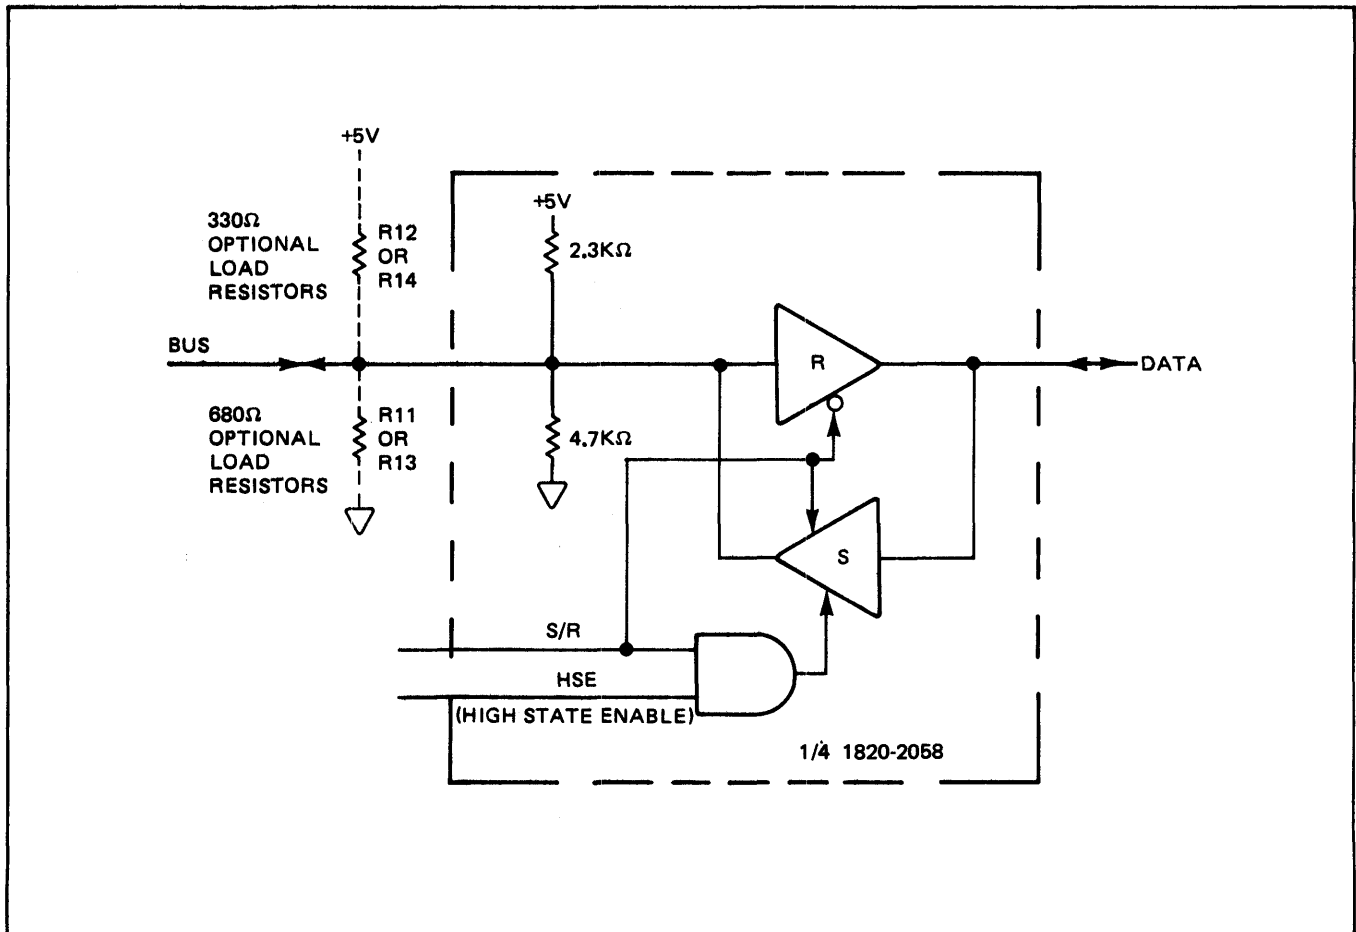 +5V
330Ω
OPTIONAL
LOAD
RESISTORS
R12
OR
R14
+5V
2.3KΩ
BUS
R
DATA
680Ω
OPTIONAL
LOAD
RESISTORS
R11
OR
R13
4.7KΩ
S
S/R
HSE
(HIGH STATE ENABLE)
1/4 1820-2058